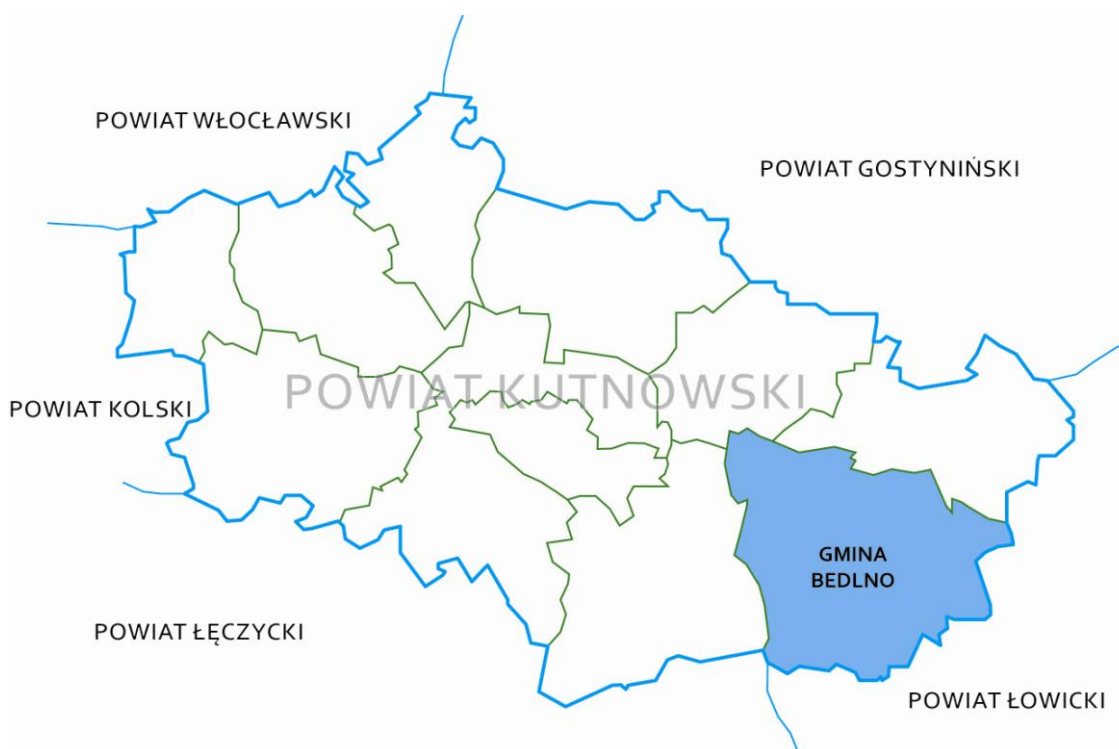 POWIAT WŁOCŁAWSKI
POWIAT GOSTYNIŃSKI
POWIAT KUTNOWSKI
POWIAT KOLSKI
GMINA
BEDLNO
POWIAT ŁĘCZYCKI
POWIAT ŁOWICKI